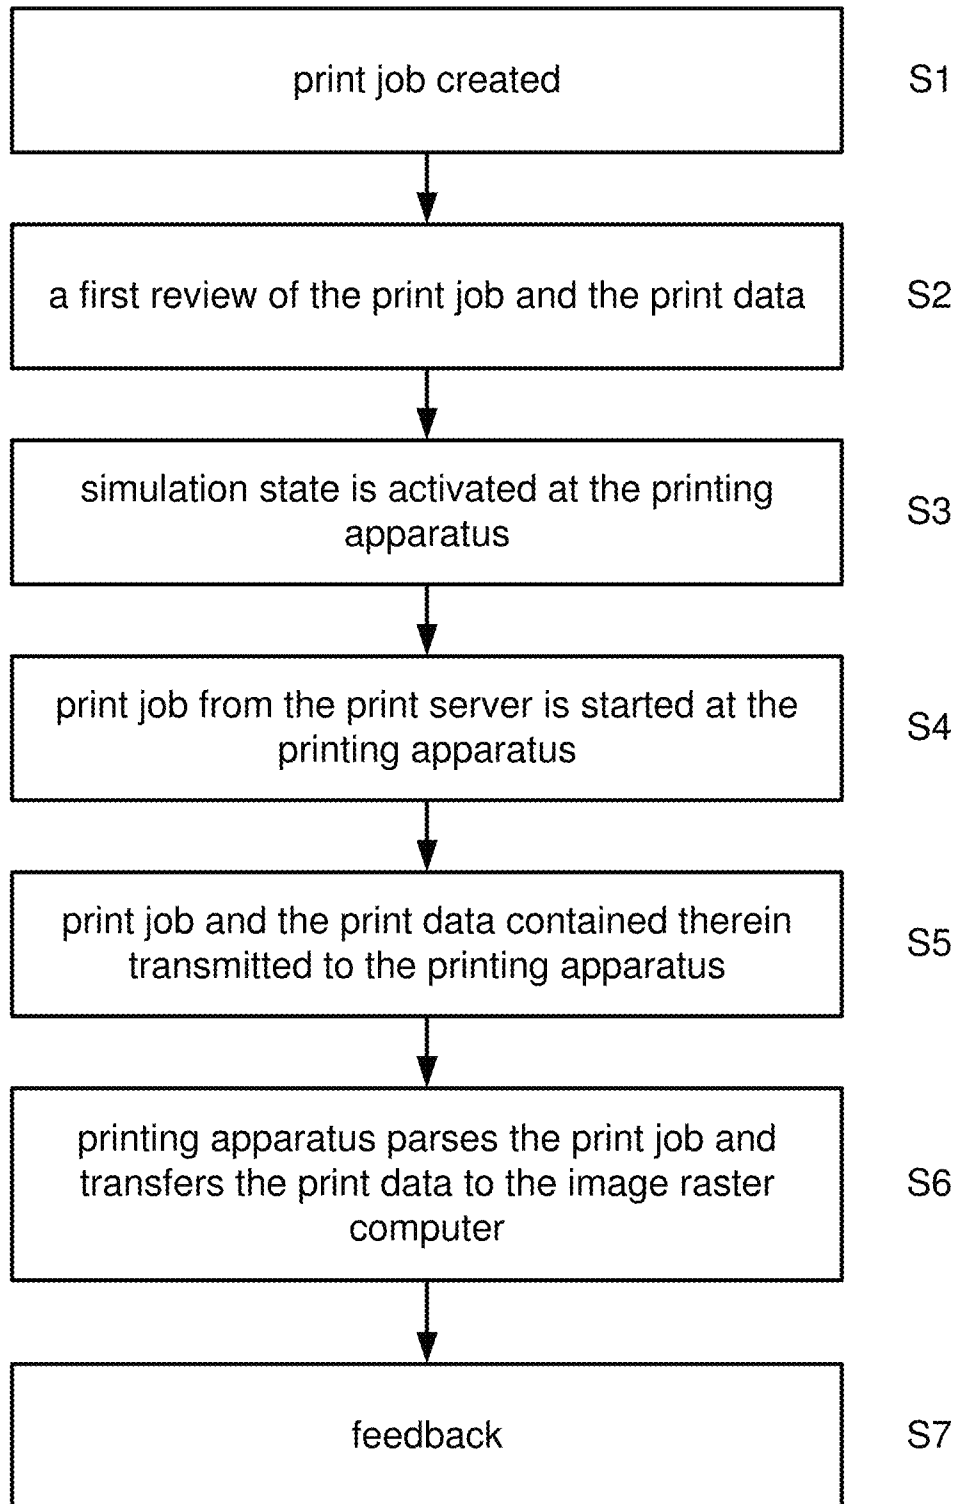 print job created
S1
a first review of the print job and the print data
S2
simulation state is activated at the printing
apparatus
S3
print job from the print server is started at the
printing apparatus
S4
print job and the print data contained therein
transmitted to the printing apparatus
S5
printing apparatus parses the print job and
transfers the print data to the image raster
computer
S6
feedback
S7